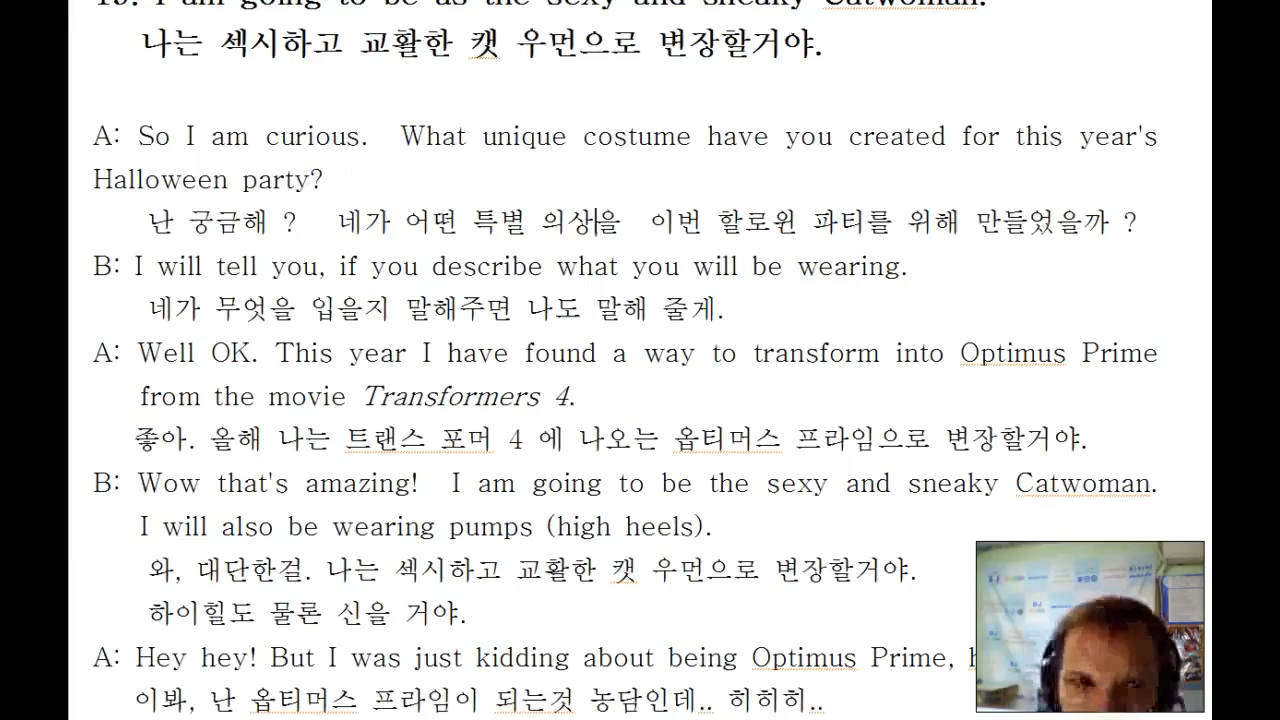 19. I am going to be as the sexy and sneaky Catwoman.
나는 섹시하고 교활한 캣 우먼으로 변장할거야.
A: So I am curious. What unique costume have you created for this year's
Halloween party?
난 궁금해 ? 네가 어떤 특별 의상을 이번 할로윈 파티를 위해 만들었을까 ?
B: I will tell you, if you describe what you will be wearing.
네가 무엇을 입을지 말해주면 나도 말해 줄게.
A: Well OK. This year I have found a way to transform into Optimus Prime
from the movie Transformers 4.
좋아. 올해 나는 트랜스 포머 4 에 나오는 옵티머스 프라임으로 변장할거야.
B: Wow that's amazing! I am going to be the sexy and sneaky Catwoman.
I will also be wearing pumps (high heels).
와, 대단한걸. 나는 섹시하고 교활한 캣 우먼으로 변장할거야.
하이힐도 물론 신을 거야.
A: Hey hey! But I was just kidding about being Optimus Prime,
이봐, 난 옵티머스 프라임이 되는것 농담인데.. 히히히..